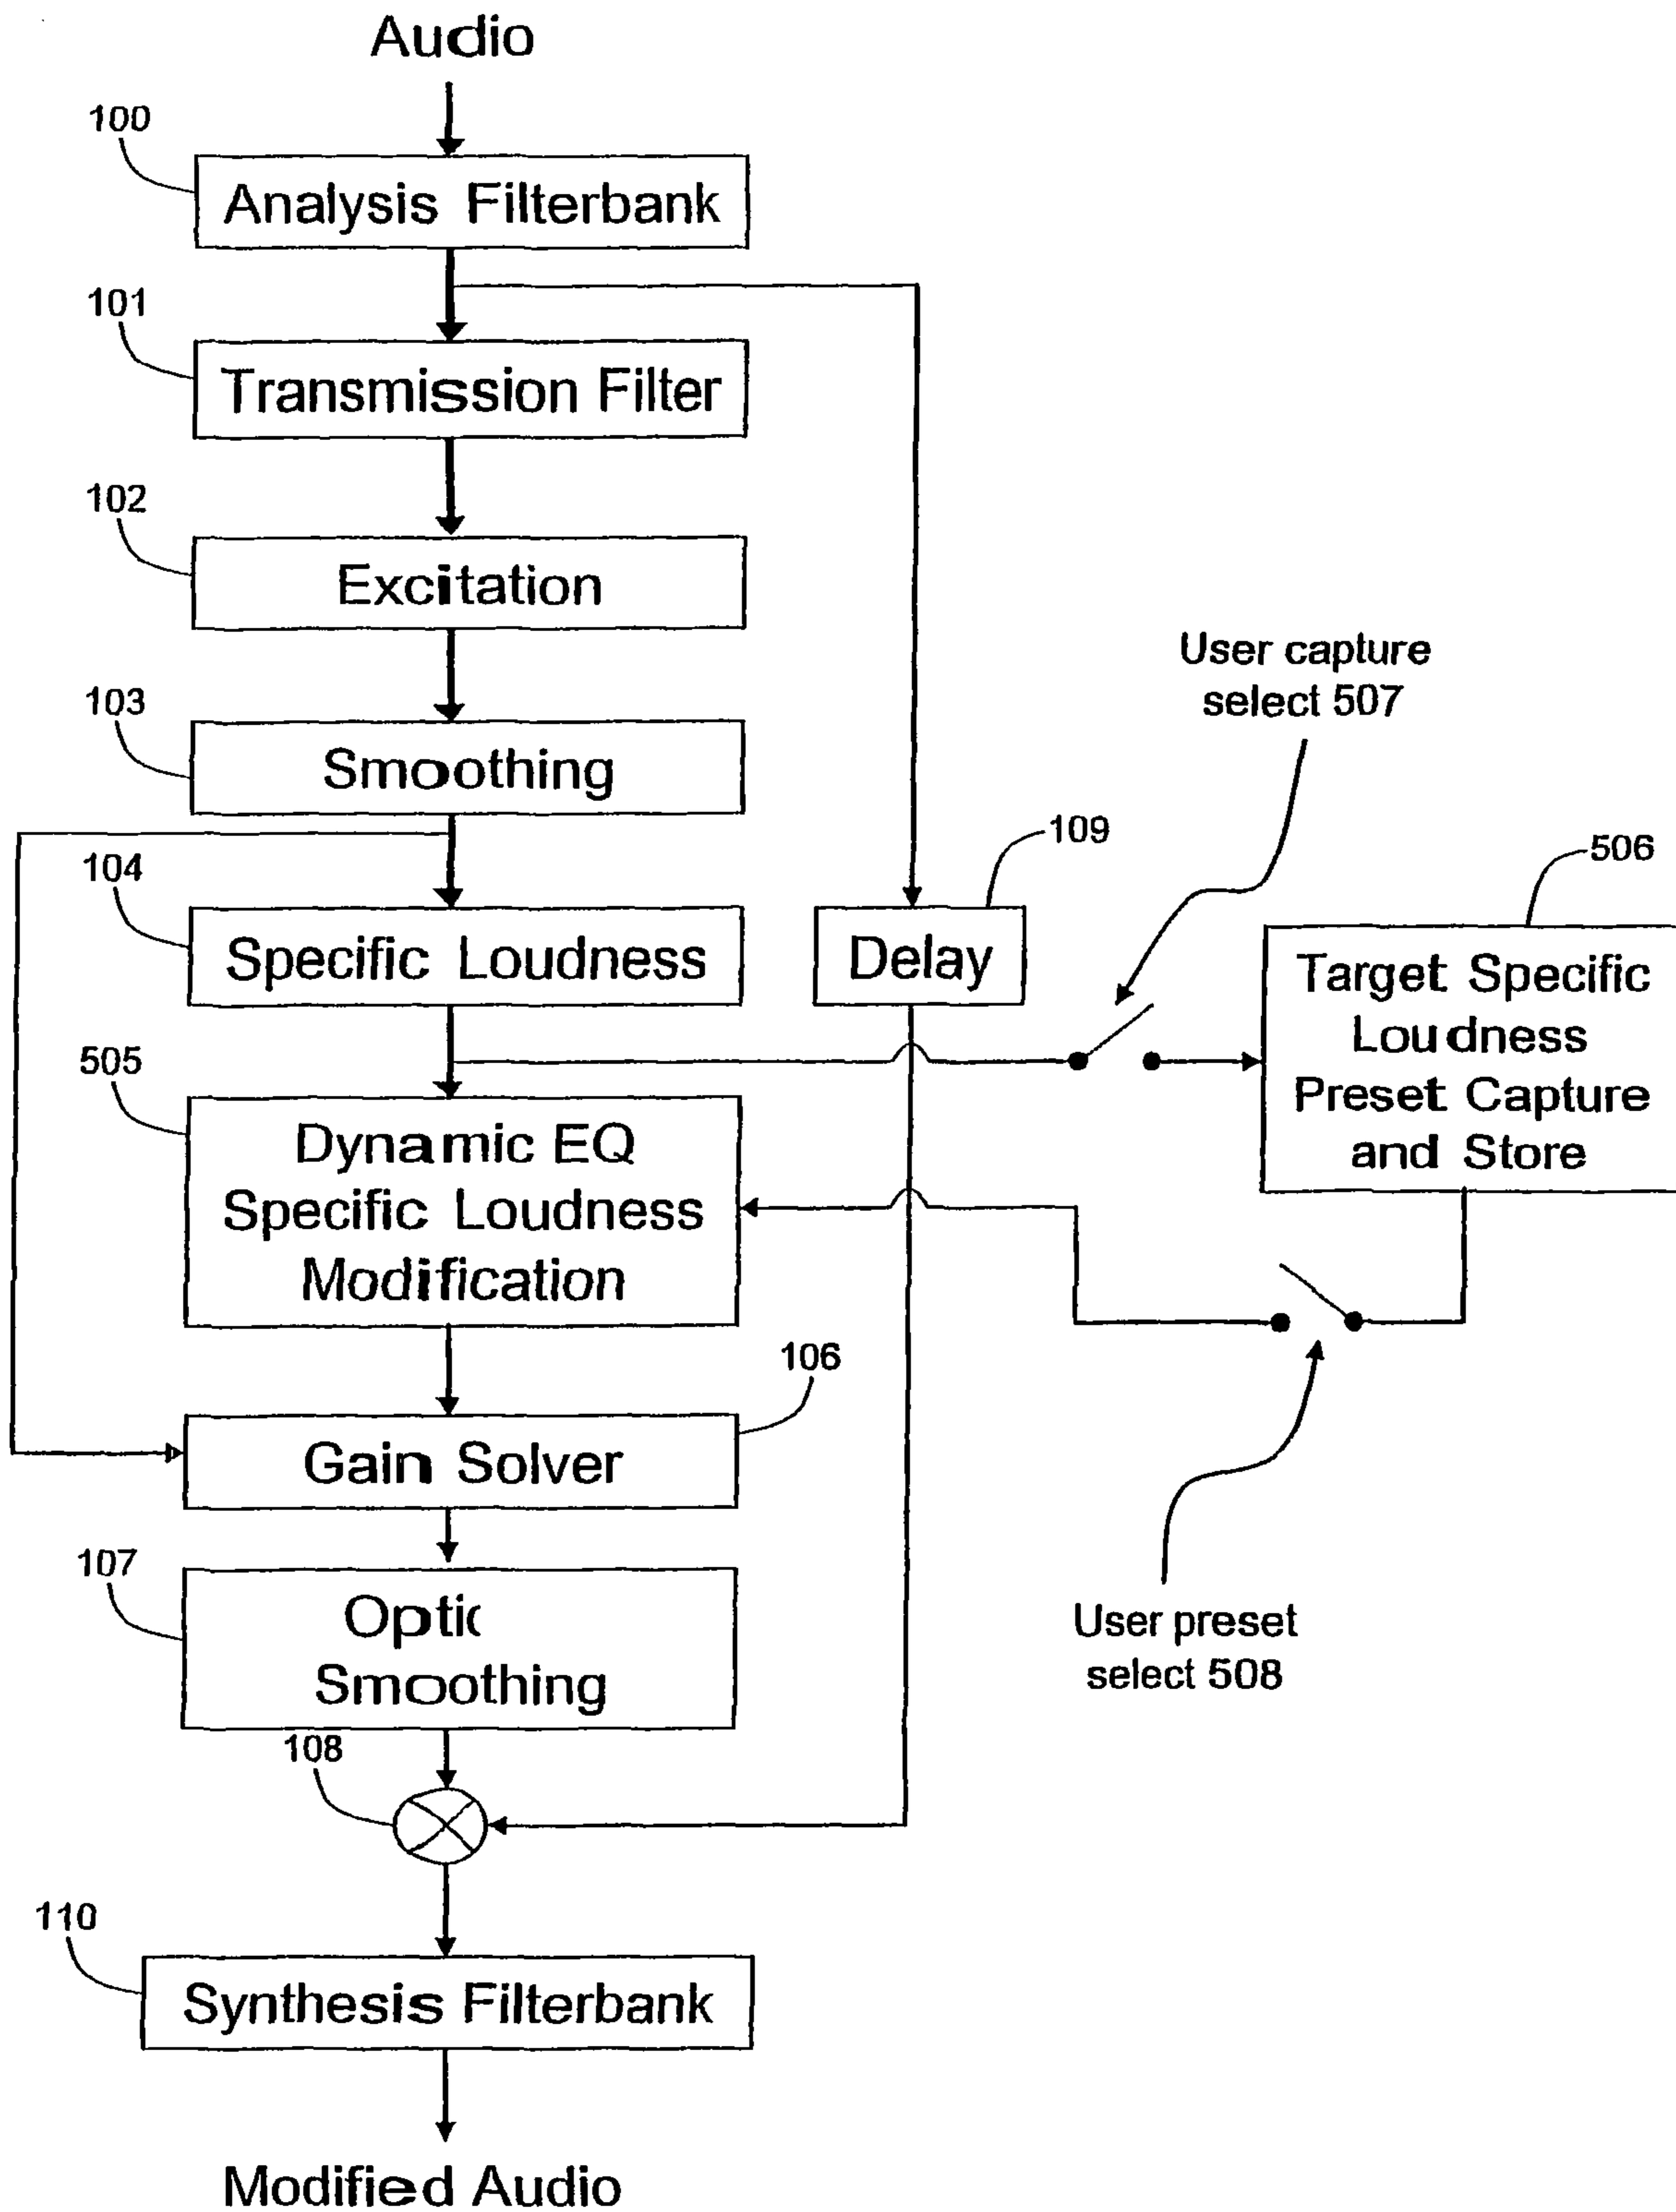 Audio
100
Analysis Filterbank
101
Transmission Filter
102
Excitation
User capture
select 507
103
Smoothing
109
506
104
Specific Loudness
Delay
Target Specific
Loudness
Preset Capture
and Store
505
Dynamic EQ
Specific Loudness
Modification
106
Gain Solver
107
Smoothing
User preset
select 508
108
110
Synthesis Filterbank
Modified Audio